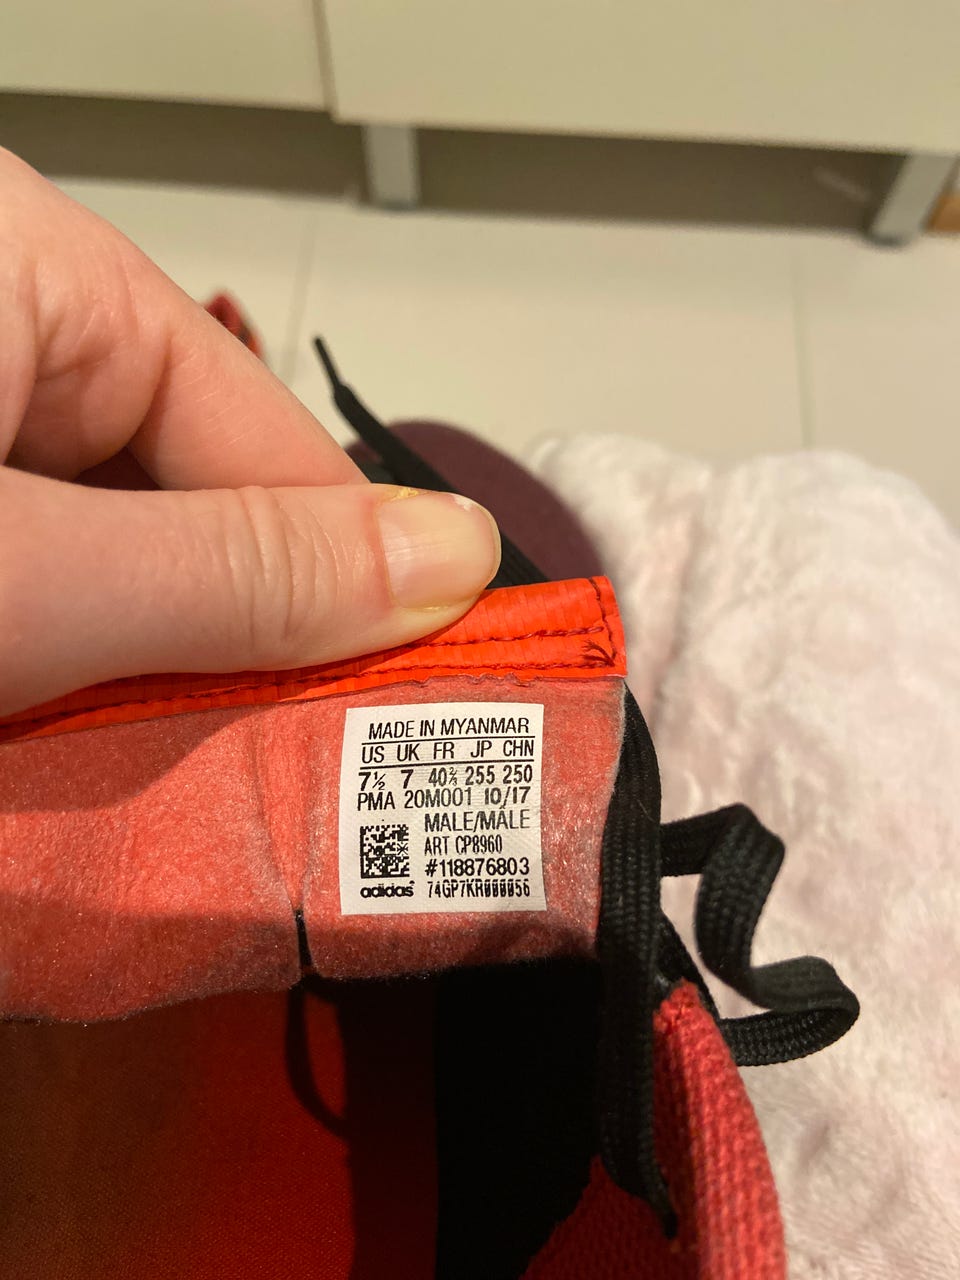 MADE IN MYANMAR
US UK FR JP CHN
7½ 7 40⅔ 255 250
PMA 20M001 10/17
MALE/MÂLE
ART CP8960
#118876803
adidas 74GP7KR000056